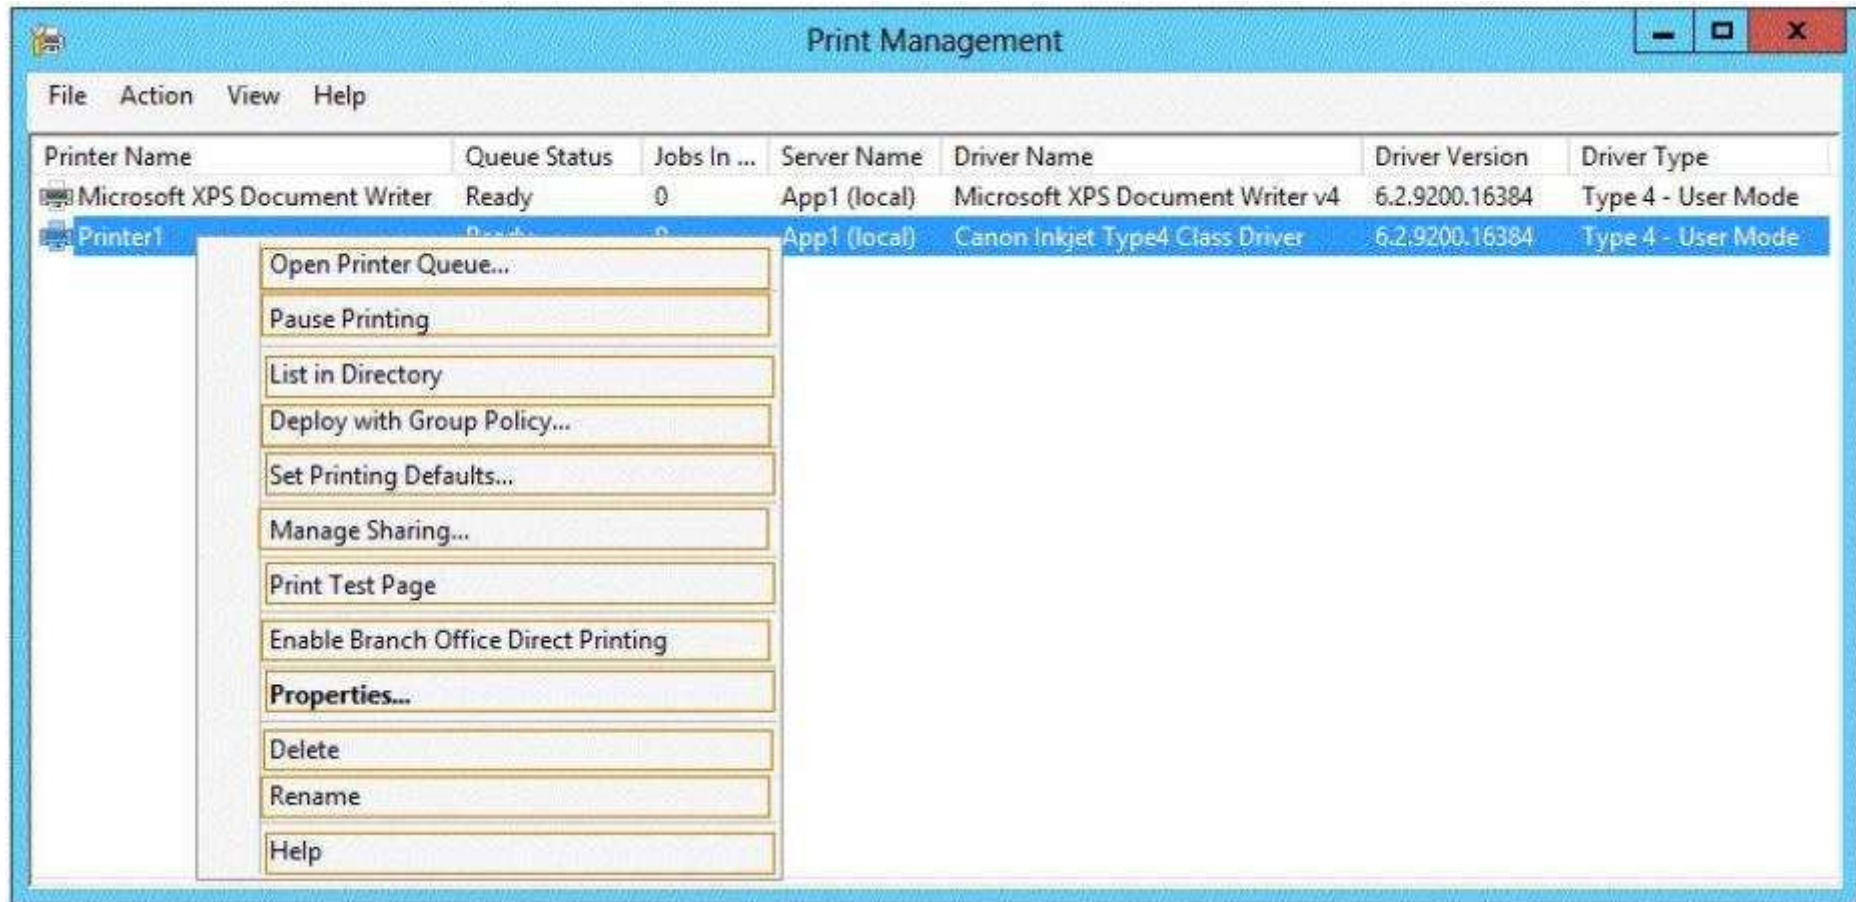 Print Management
File Action View Help
Printer Name Queue Status Jobs In ... Server Name Driver Name Driver Version Driver Type
Microsoft XPS Document Writer Ready 0 App1 (local) Microsoft XPS Document Writer v4 6.2.9200.16384 Type 4 - User Mode
Printer1 App1 (local) Canon Inkjet Type4 Class Driver 6.2.9200.16384 Type 4 - User Mode
Open Printer Queue...
Pause Printing
List in Directory
Deploy with Group Policy...
Set Printing Defaults...
Manage Sharing...
Print Test Page
Enable Branch Office Direct Printing
Properties...
Delete
Rename
Help